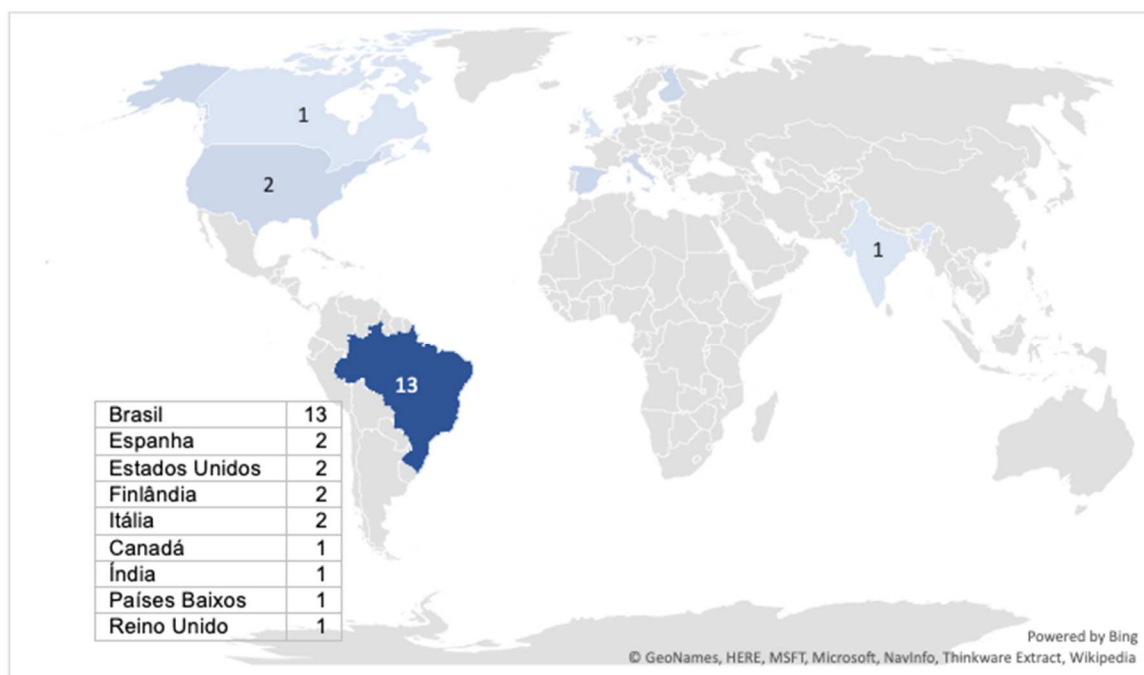 1
2
1
13
Brasil 13
Espanha 2
Estados Unidos 2
Finlândia 2
Itália 2
Canadá 1
Índia 1
Países Baixos 1
Reino Unido 1
Powered by Bing
© GeoNames, HERE, MSFT, Microsoft, NavInfo, Thinkware Extract, Wikipedia